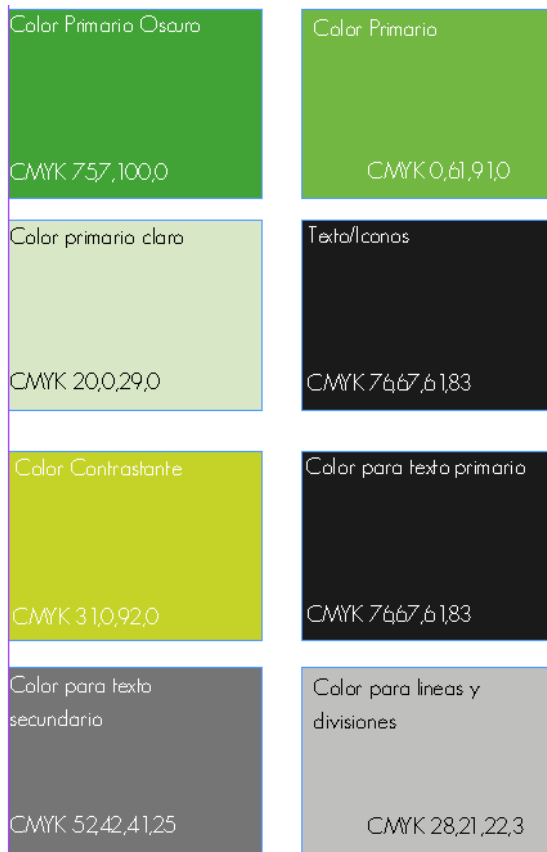 Color Primario Oscuro
CMYK 75,7,100,0
Color Primario
CMYK 0,61,91,0
Color primario claro
CMYK 20,0,29,0
Texto/Iconos
CMYK 76,67,61,83
Color Contrastante
CMYK 31,0,92,0
Color para texto primario
CMYK 76,67,61,83
Color para texto
secundario
CMYK 52,42,41,25
Color para lineas y
divisiones
CMYK 28,21,22,3